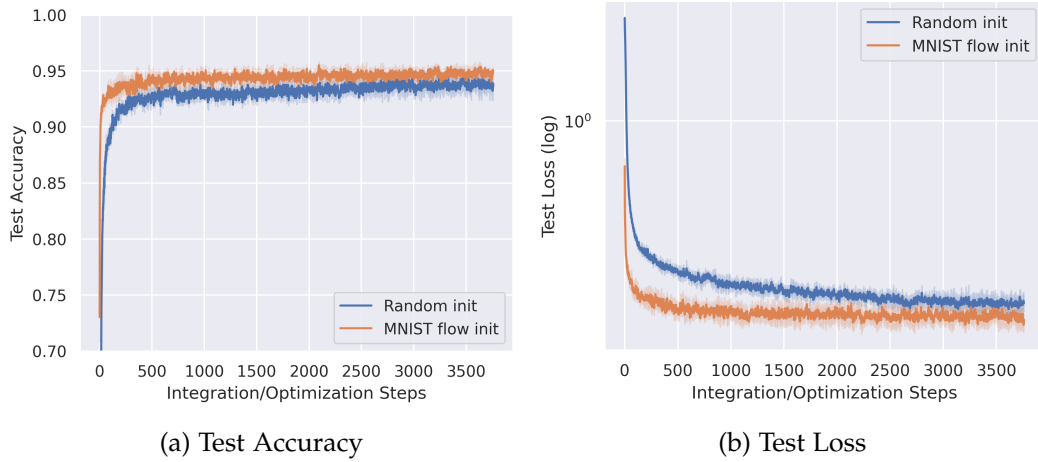 1.00
0.95
0.90
0.85
0.80
0.75
0.70
Test Accuracy
0 500 1000 1500 2000 2500 3000 3500
Integration/Optimization Steps
Random init
MNIST flow init
(a) Test Accuracy
10⁰
Test Loss (log)
Random init
MNIST flow init
0 500 1000 1500 2000 2500 3000 3500
Integration/Optimization Steps
(b) Test Loss